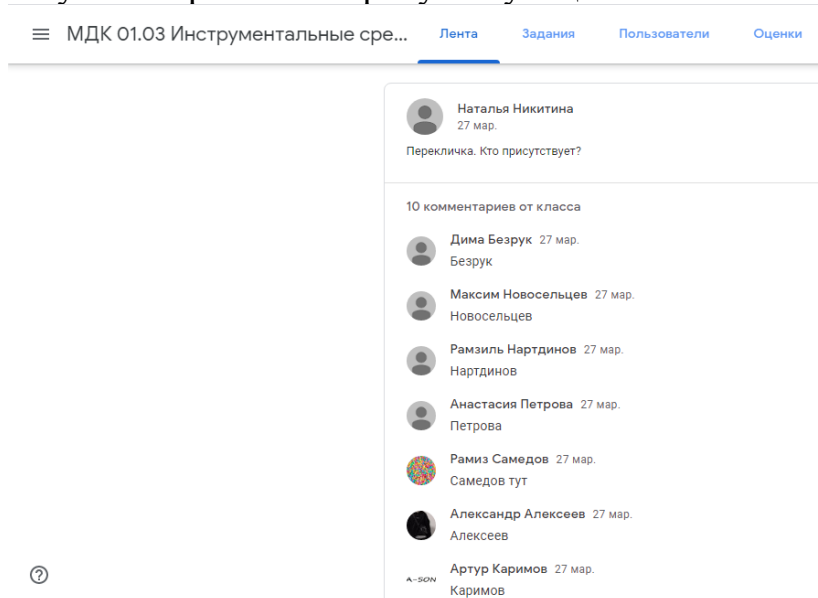 МДК 01.03 Инструментальные сре...
Лента Задания Пользователи Оценки
Наталья Никитина
27 мар.
Перекличка. Кто присутствует?
10 комментариев от класса
Дима Безрук 27 мар.
Безрук
Максим Новосельцев 27 мар.
Новосельцев
Рамзиль Нартдинов 27 мар.
Нартдинов
Анастасия Петрова 27 мар.
Петрова
Рамиз Самедов 27 мар.
Самедов тут
Александр Алексеев 27 мар.
Алексеев
A-SON
Артур Каримов 27 мар.
Каримов